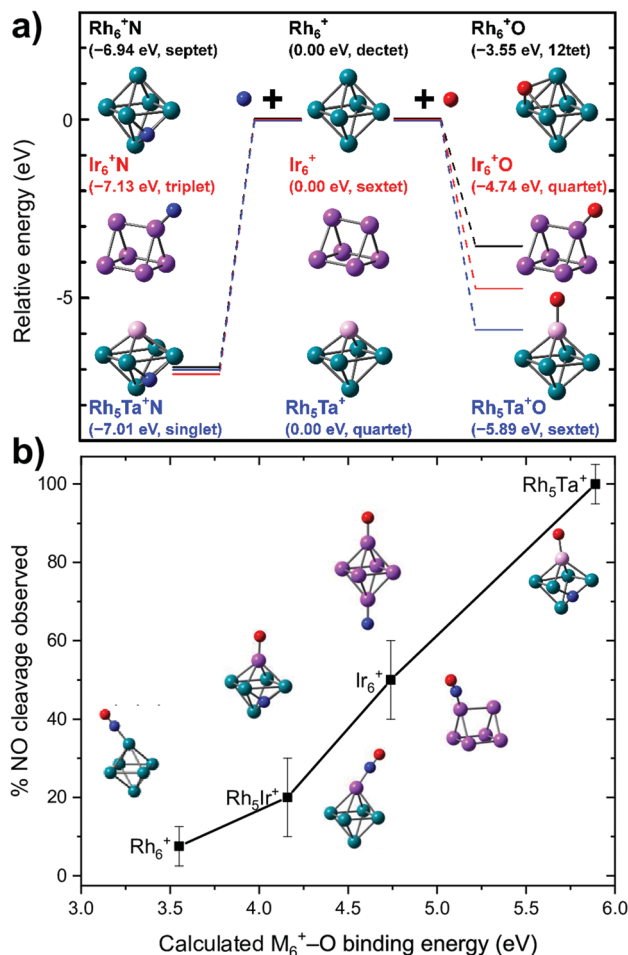 a)
Rh₆⁺N
(−6.94 eV, septet)
Rh₆⁺
(0.00 eV, dectet)
Rh₆⁺O
(−3.55 eV, 12tet)
+
+
Ir₆⁺N
(−7.13 eV, triplet)
Ir₆⁺
(0.00 eV, sextet)
Ir₆⁺O
(−4.74 eV, quartet)
Rh₅Ta⁺N
(−7.01 eV, singlet)
Rh₅Ta⁺
(0.00 eV, quartet)
Rh₅Ta⁺O
(−5.89 eV, sextet)
0
-5
Relative energy (eV)
b)
100
80
60
40
20
0
% NO cleavage observed
Rh₅Ta⁺
Ir₆⁺
Rh₅Ir⁺
Rh₆⁺
3.0 3.5 4.0 4.5 5.0 5.5 6.0
Calculated M₆⁺–O binding energy (eV)